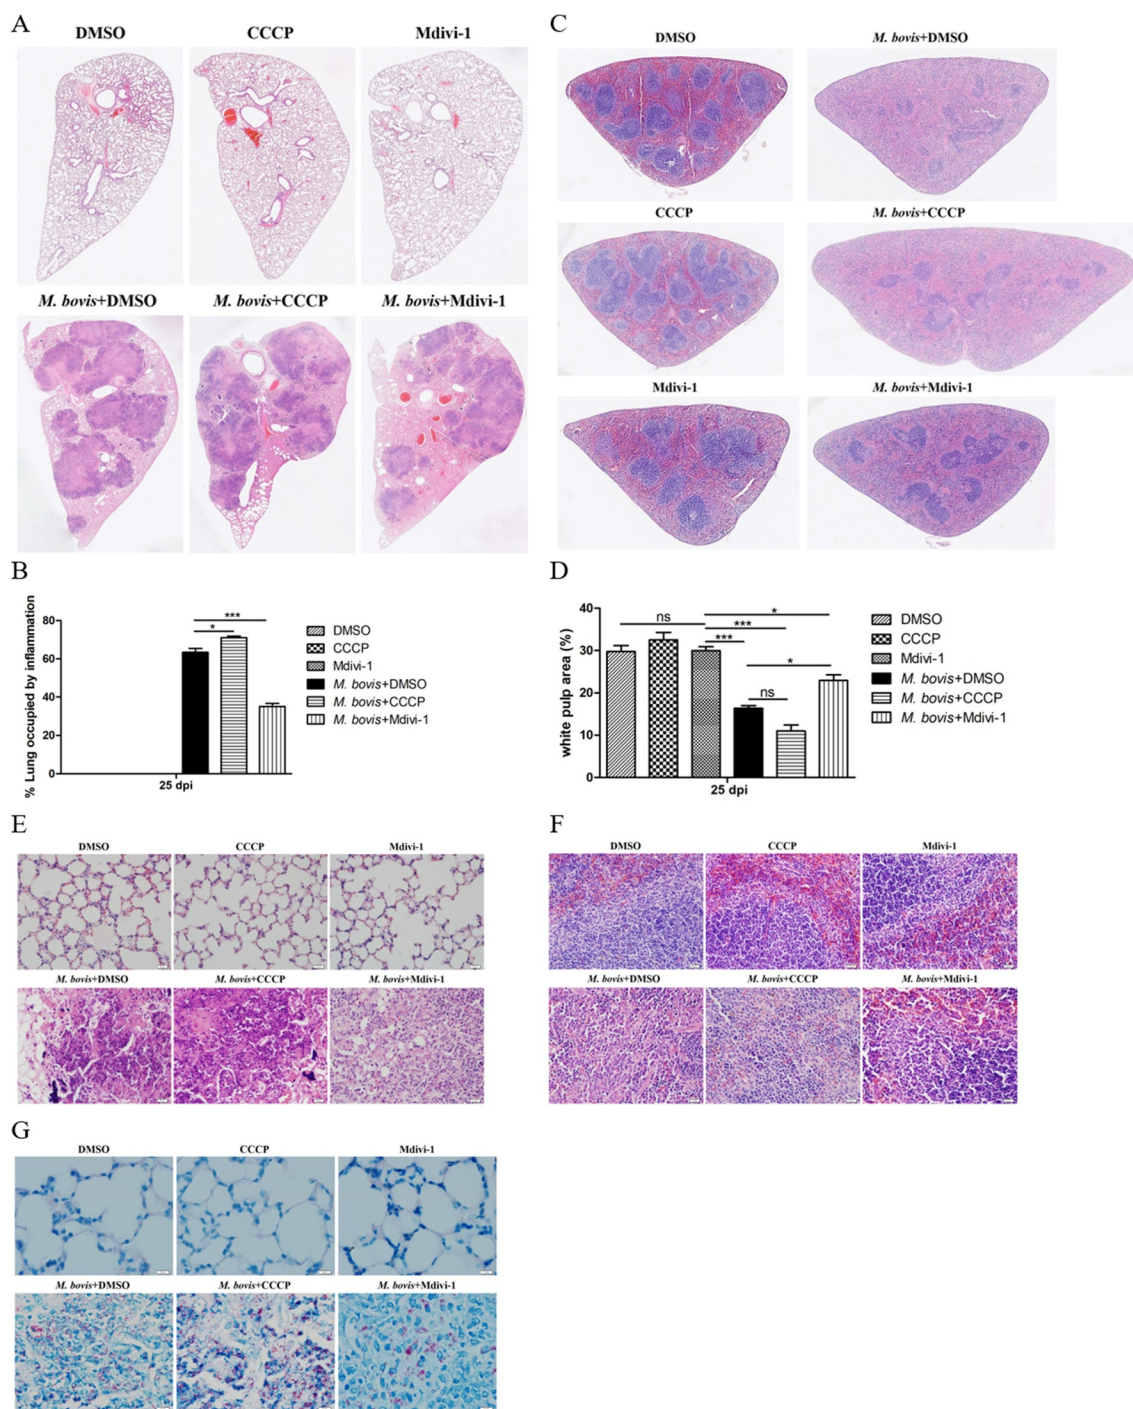 A
DMSO CCCP Mdivi-1
M. bovis+DMSO M. bovis+CCCP M. bovis+Mdivi-1
C
DMSO M. bovis+DMSO
CCCP M. bovis+CCCP
Mdivi-1 M. bovis+Mdivi-1
B
% Lung occupied by inflammation
80
60
40
20
0
***
*
25 dpi
DMSO
CCCP
Mdivi-1
M. bovis+DMSO
M. bovis+CCCP
M. bovis+Mdivi-1
D
white pulp area (%)
40
30
20
10
0
ns
*
***
***
*
ns
25 dpi
DMSO
CCCP
Mdivi-1
M. bovis+DMSO
M. bovis+CCCP
M. bovis+Mdivi-1
E
DMSO CCCP Mdivi-1
M. bovis+DMSO M. bovis+CCCP M. bovis+Mdivi-1
F
DMSO CCCP Mdivi-1
M. bovis+DMSO M. bovis+CCCP M. bovis+Mdivi-1
G
DMSO CCCP Mdivi-1
M. bovis+DMSO M. bovis+CCCP M. bovis+Mdivi-1